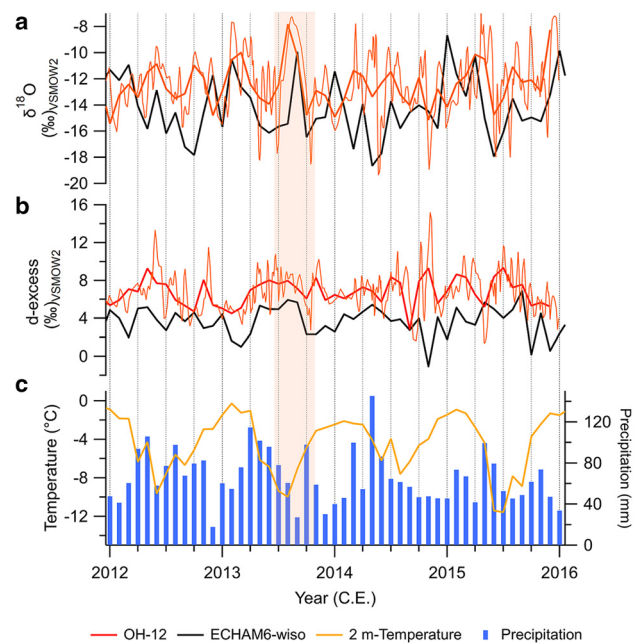 a
-8
-10
-12
-14
-16
-18
-20
δ18O
(‰)VSMOW2
b
16
12
8
4
0
d-excess
(‰)VSMOW2
c
0
-4
-8
-12
Temperature (°C)
120
80
40
0
Precipitation (mm)
2012 2013 2014 2015 2016
Year (C.E.)
OH-12 ECHAM6-wiso 2 m-Temperature Precipitation